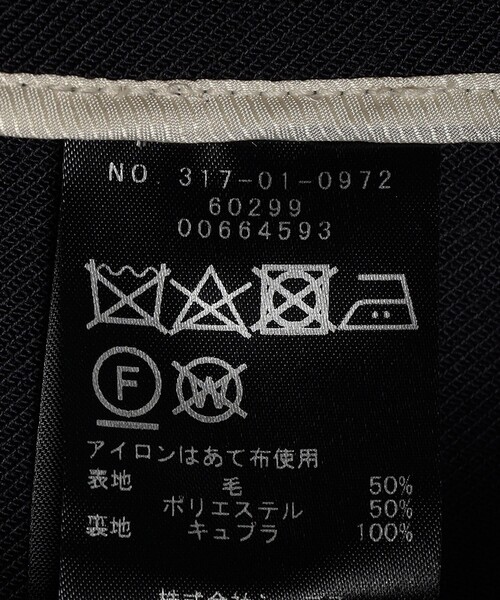 NO. 317-01-0972
60299
00664593
F W
アイロンはあて布使用
表地 毛 50%
ポリエステル 50%
裏地 キュプラ 100%